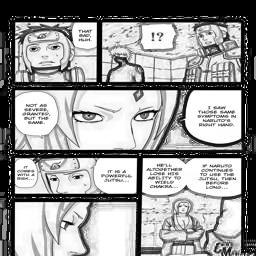 THAT
BAD,
HUH.
!?
NOT AS
SEVERE,
GRANTED,
BUT THE
SAME.
I SAW
THOSE SAME
SYMPTOMS IN
NARUTO'S
RIGHT HAND.
IT
COMES
WITH A
RISK...
IT IS A
POWERFUL
JUTSU...
HE'LL
ALTOGETHER
LOSE HIS
ABILITY TO
WIELD
CHAKRA...
IF NARUTO
CONTINUES
TO USE
THE JUTSU,
THEN
BEFORE
LONG...